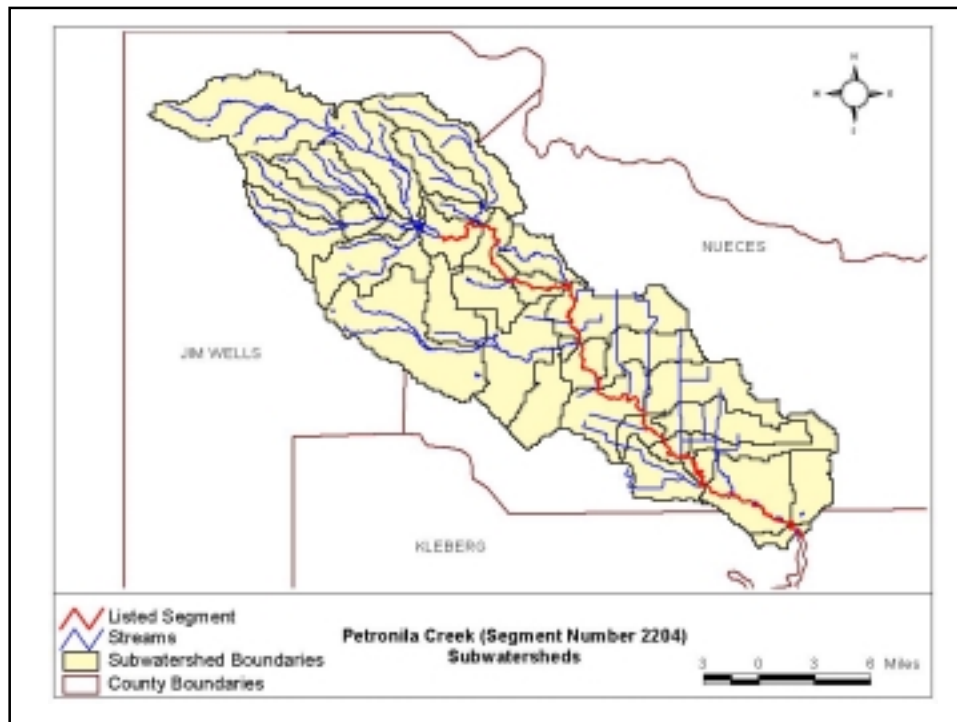 N
W E
S
NUECES
JIM WELLS
KLEBERG
Listed Segment
Streams
Subwatershed Boundaries
County Boundaries
Petronila Creek (Segment Number 2204)
Subwatersheds
3 0 3 6 Miles